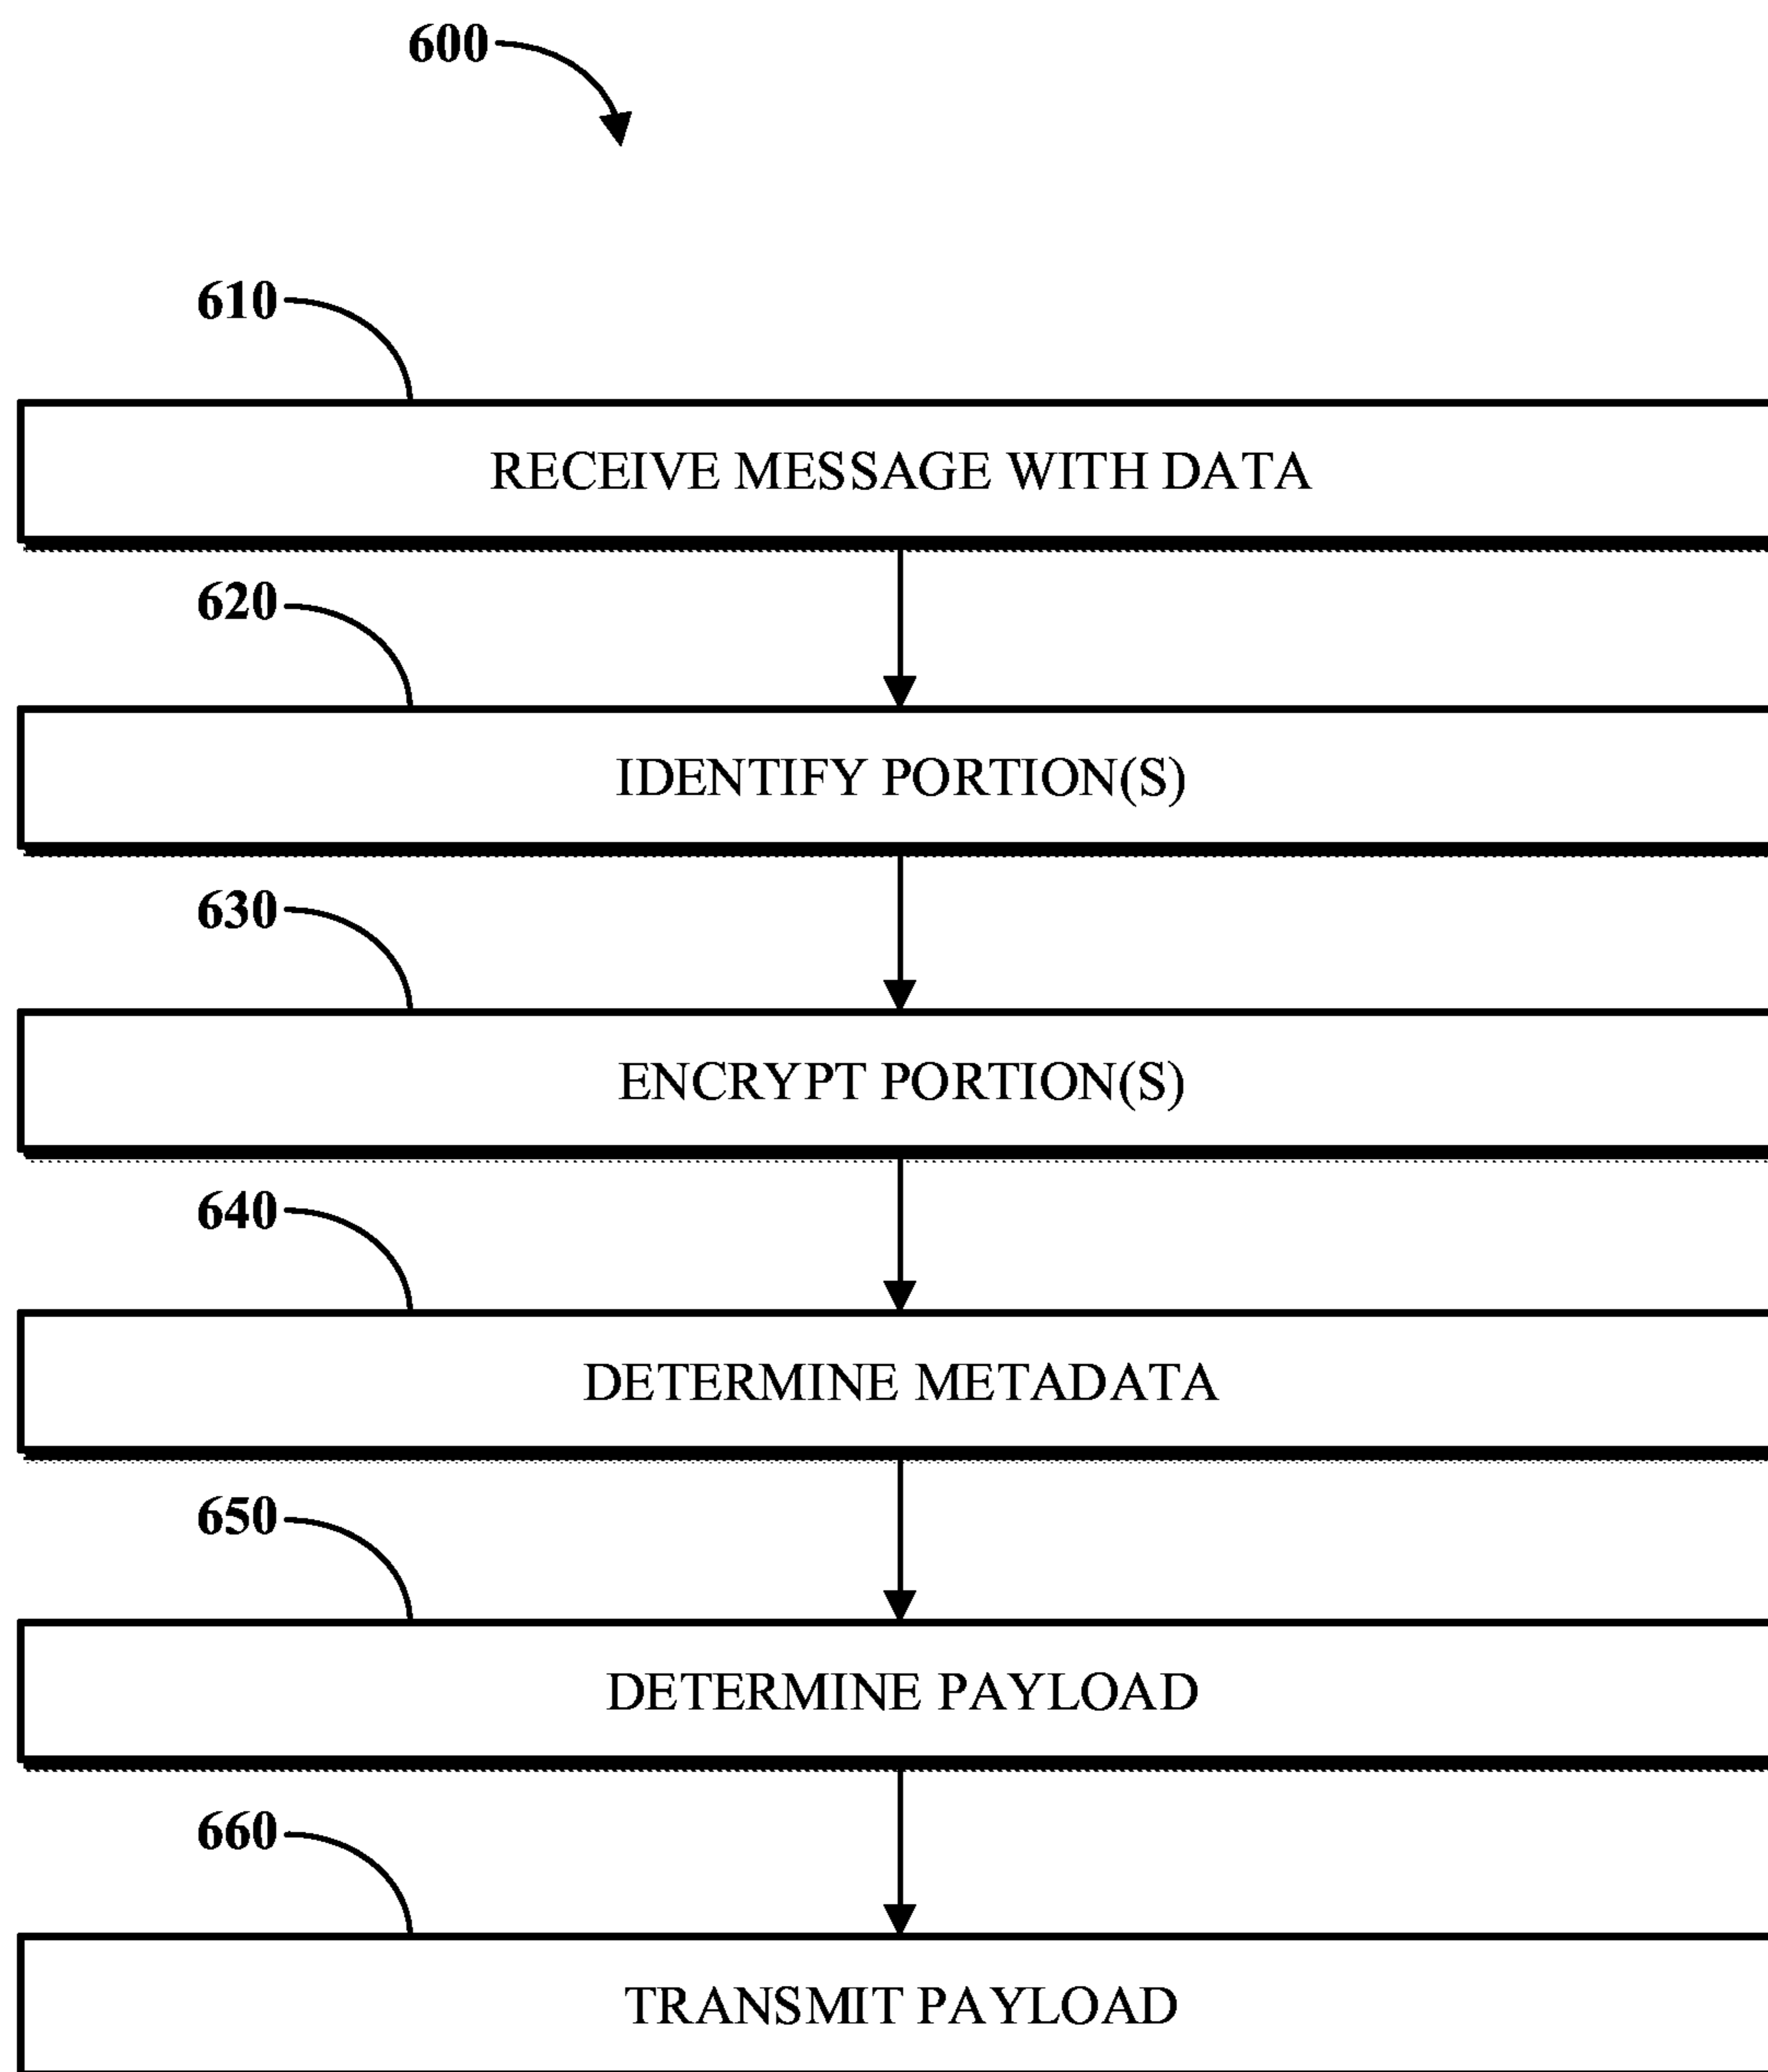 600
610
RECEIVE MESSAGE WITH DATA
620
IDENTIFY PORTION(S)
630
ENCRYPT PORTION(S)
640
DETERMINE METADATA
650
DETERMINE PAYLOAD
660
TRANSMIT PAYLOAD